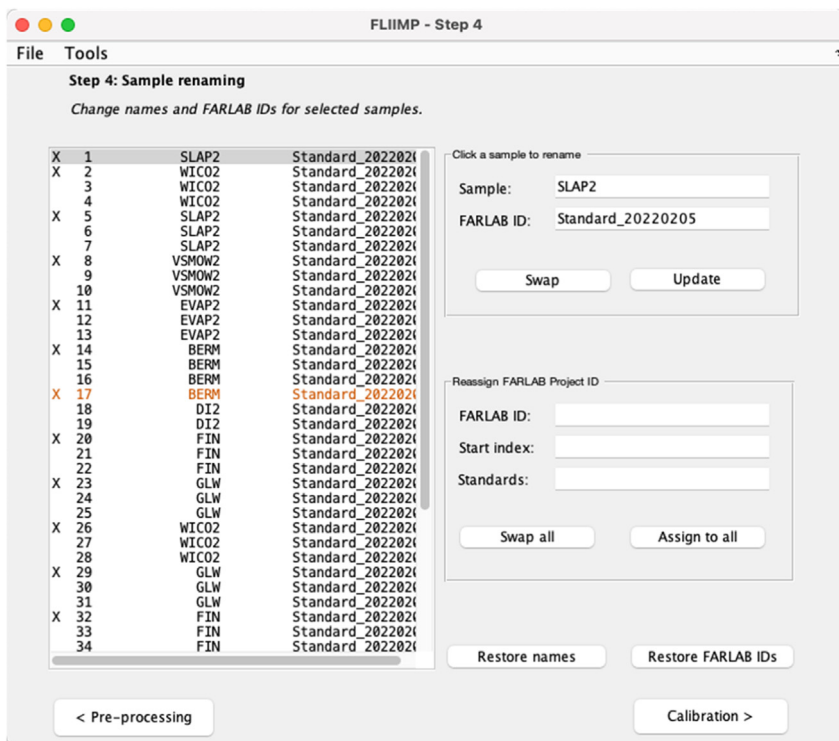 FLIIMP - Step 4
File Tools
Step 4: Sample renaming
Change names and FARLAB IDs for selected samples.
X 1 SLAP2 Standard_2022020
X 2 WICO2 Standard_2022020
3 WICO2 Standard_2022020
4 WICO2 Standard_2022020
X 5 SLAP2 Standard_2022020
6 SLAP2 Standard_2022020
7 SLAP2 Standard_2022020
X 8 VSMOW2 Standard_2022020
9 VSMOW2 Standard_2022020
10 VSMOW2 Standard_2022020
X 11 EVAP2 Standard_2022020
12 EVAP2 Standard_2022020
13 EVAP2 Standard_2022020
X 14 BERM Standard_2022020
15 BERM Standard_2022020
16 BERM Standard_2022020
X 17 BERM Standard_2022020
18 DI2 Standard_2022020
19 DI2 Standard_2022020
X 20 FIN Standard_2022020
21 FIN Standard_2022020
22 FIN Standard_2022020
X 23 GLW Standard_2022020
24 GLW Standard_2022020
25 GLW Standard_2022020
X 26 WICO2 Standard_2022020
27 WICO2 Standard_2022020
28 WICO2 Standard_2022020
X 29 GLW Standard_2022020
30 GLW Standard_2022020
31 GLW Standard_2022020
X 32 FIN Standard_2022020
33 FIN Standard_2022020
34 FIN Standard_2022020
Click a sample to rename
Sample: SLAP2
FARLAB ID: Standard_20220205
Swap Update
Reassign FARLAB Project ID
FARLAB ID:
Start index:
Standards:
Swap all Assign to all
Restore names Restore FARLAB IDs
< Pre-processing Calibration >